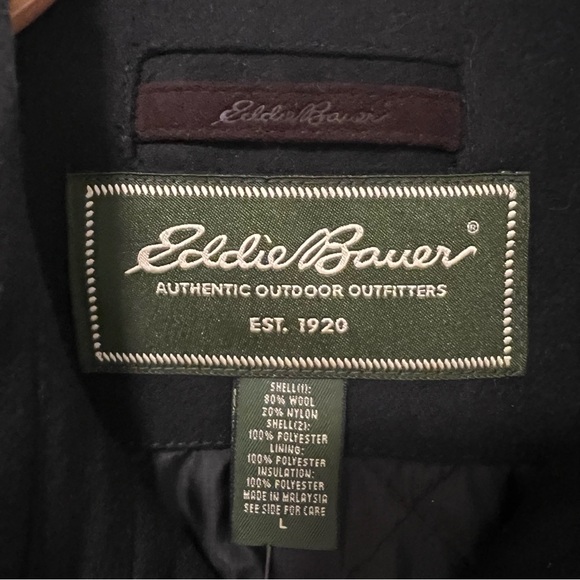 Eddie Bauer
Eddie Bauer®
AUTHENTIC OUTDOOR OUTFITTERS
EST. 1920
SHELL(1):
80% WOOL
20% NYLON
SHELL(2):
100% POLYESTER
LINING:
100% POLYESTER
INSULATION:
100% POLYESTER
MADE IN MALAYSIA
SEE SIDE FOR CARE
L